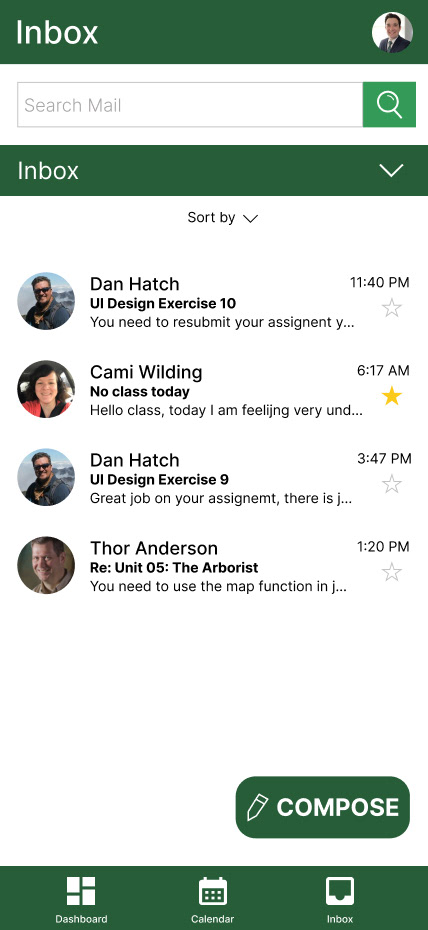 Inbox
Search Mail
Inbox
Sort by
Dan Hatch
11:40 PM
UI Design Exercise 10
You need to resubmit your assignent y...
Cami Wilding
6:17 AM
No class today
Hello class, today I am feelijng very und...
Dan Hatch
3:47 PM
UI Design Exercise 9
Great job on your assignemt, there is j...
Thor Anderson
1:20 PM
Re: Unit 05: The Arborist
You need to use the map function in j...
COMPOSE
Dashboard
Calendar
Inbox